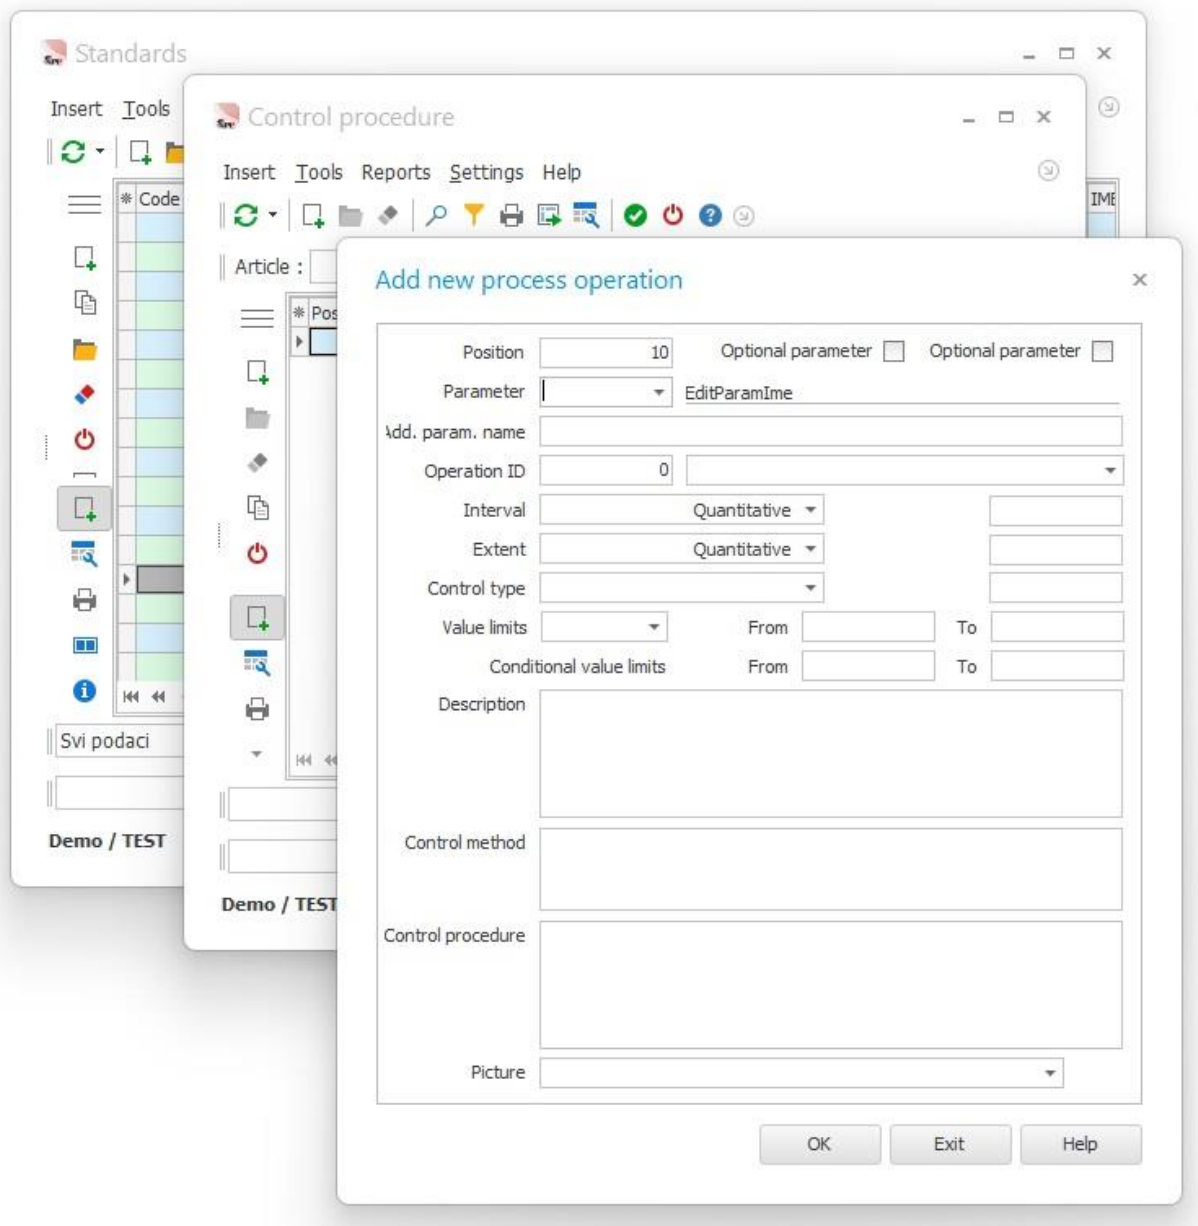 Standards
Insert Tools
Control procedure
Insert Tools Reports Settings Help
Code
IME
Article :
Pos
Add new process operation
Position 10 Optional parameter Optional parameter
Parameter EditParamIme
Add. param. name
Operation ID 0
Interval Quantitative
Extent Quantitative
Control type
Value limits From To
Conditional value limits From To
Description
Control method
Control procedure
Picture
OK Exit Help
Svi podaci
Demo / TEST
Demo / TEST